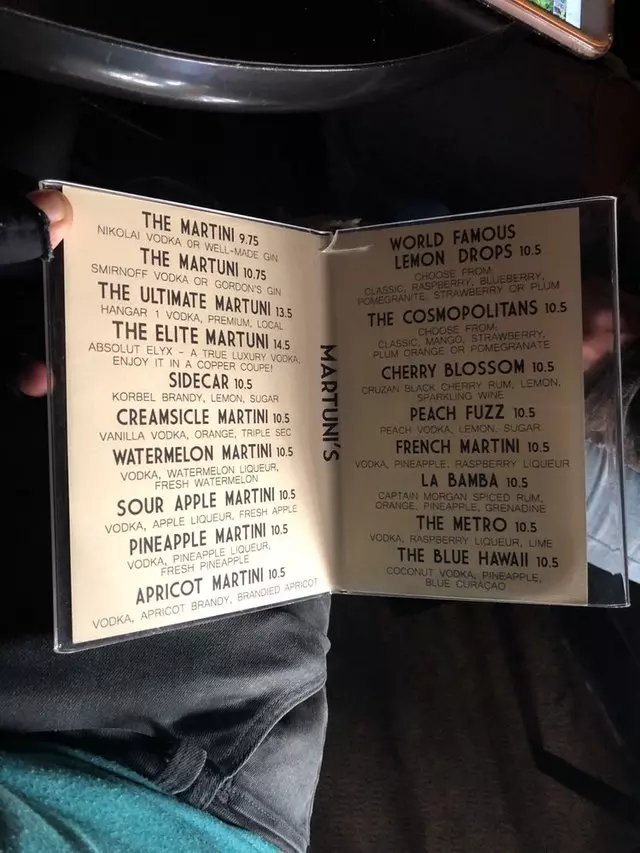 THE MARTINI 9.75
NIKOLAI VODKA OR WELL-MADE GIN
THE MARTUNI 10.75
SMIRNOFF VODKA OR GORDON'S GIN
THE ULTIMATE MARTUNI 13.5
HANGAR 1 VODKA, PREMIUM, LOCAL
THE ELITE MARTUNI 14.5
ABSOLUT ELYX - A TRUE LUXURY VODKA.
ENJOY IT IN A COPPER COUPE!
SIDECAR 10.5
KORBEL BRANDY, LEMON, SUGAR
CREAMSICLE MARTINI 10.5
VANILLA VODKA, ORANGE, TRIPLE SEC
WATERMELON MARTINI 10.5
VODKA, WATERMELON LIQUEUR,
FRESH WATERMELON
SOUR APPLE MARTINI 10.5
VODKA, APPLE LIQUEUR, FRESH APPLE
PINEAPPLE MARTINI 10.5
VODKA, PINEAPPLE LIQUEUR,
FRESH PINEAPPLE
APRICOT MARTINI 10.5
VODKA, APRICOT BRANDY, BRANDIED APRICOT
MARTUNI'S
WORLD FAMOUS
LEMON DROPS 10.5
CHOOSE FROM:
CLASSIC, RASPBERRY, BLUEBERRY,
POMEGRANITE, STRAWBERRY OR PLUM
THE COSMOPOLITANS 10.5
CHOOSE FROM:
CLASSIC, MANGO, STRAWBERRY,
PLUM ORANGE OR POMEGRANATE
CHERRY BLOSSOM 10.5
CRUZAN BLACK CHERRY RUM, LEMON,
SPARKLING WINE
PEACH FUZZ 10.5
PEACH VODKA, LEMON, SUGAR
FRENCH MARTINI 10.5
VODKA, PINEAPPLE, RASPBERRY LIQUEUR
LA BAMBA 10.5
CAPTAIN MORGAN SPICED RUM,
ORANGE, PINEAPPLE, GRENADINE
THE METRO 10.5
VODKA, RASPBERRY LIQUEUR, LIME
THE BLUE HAWAII 10.5
COCONUT VODKA, PINEAPPLE,
BLUE CURAÇAO